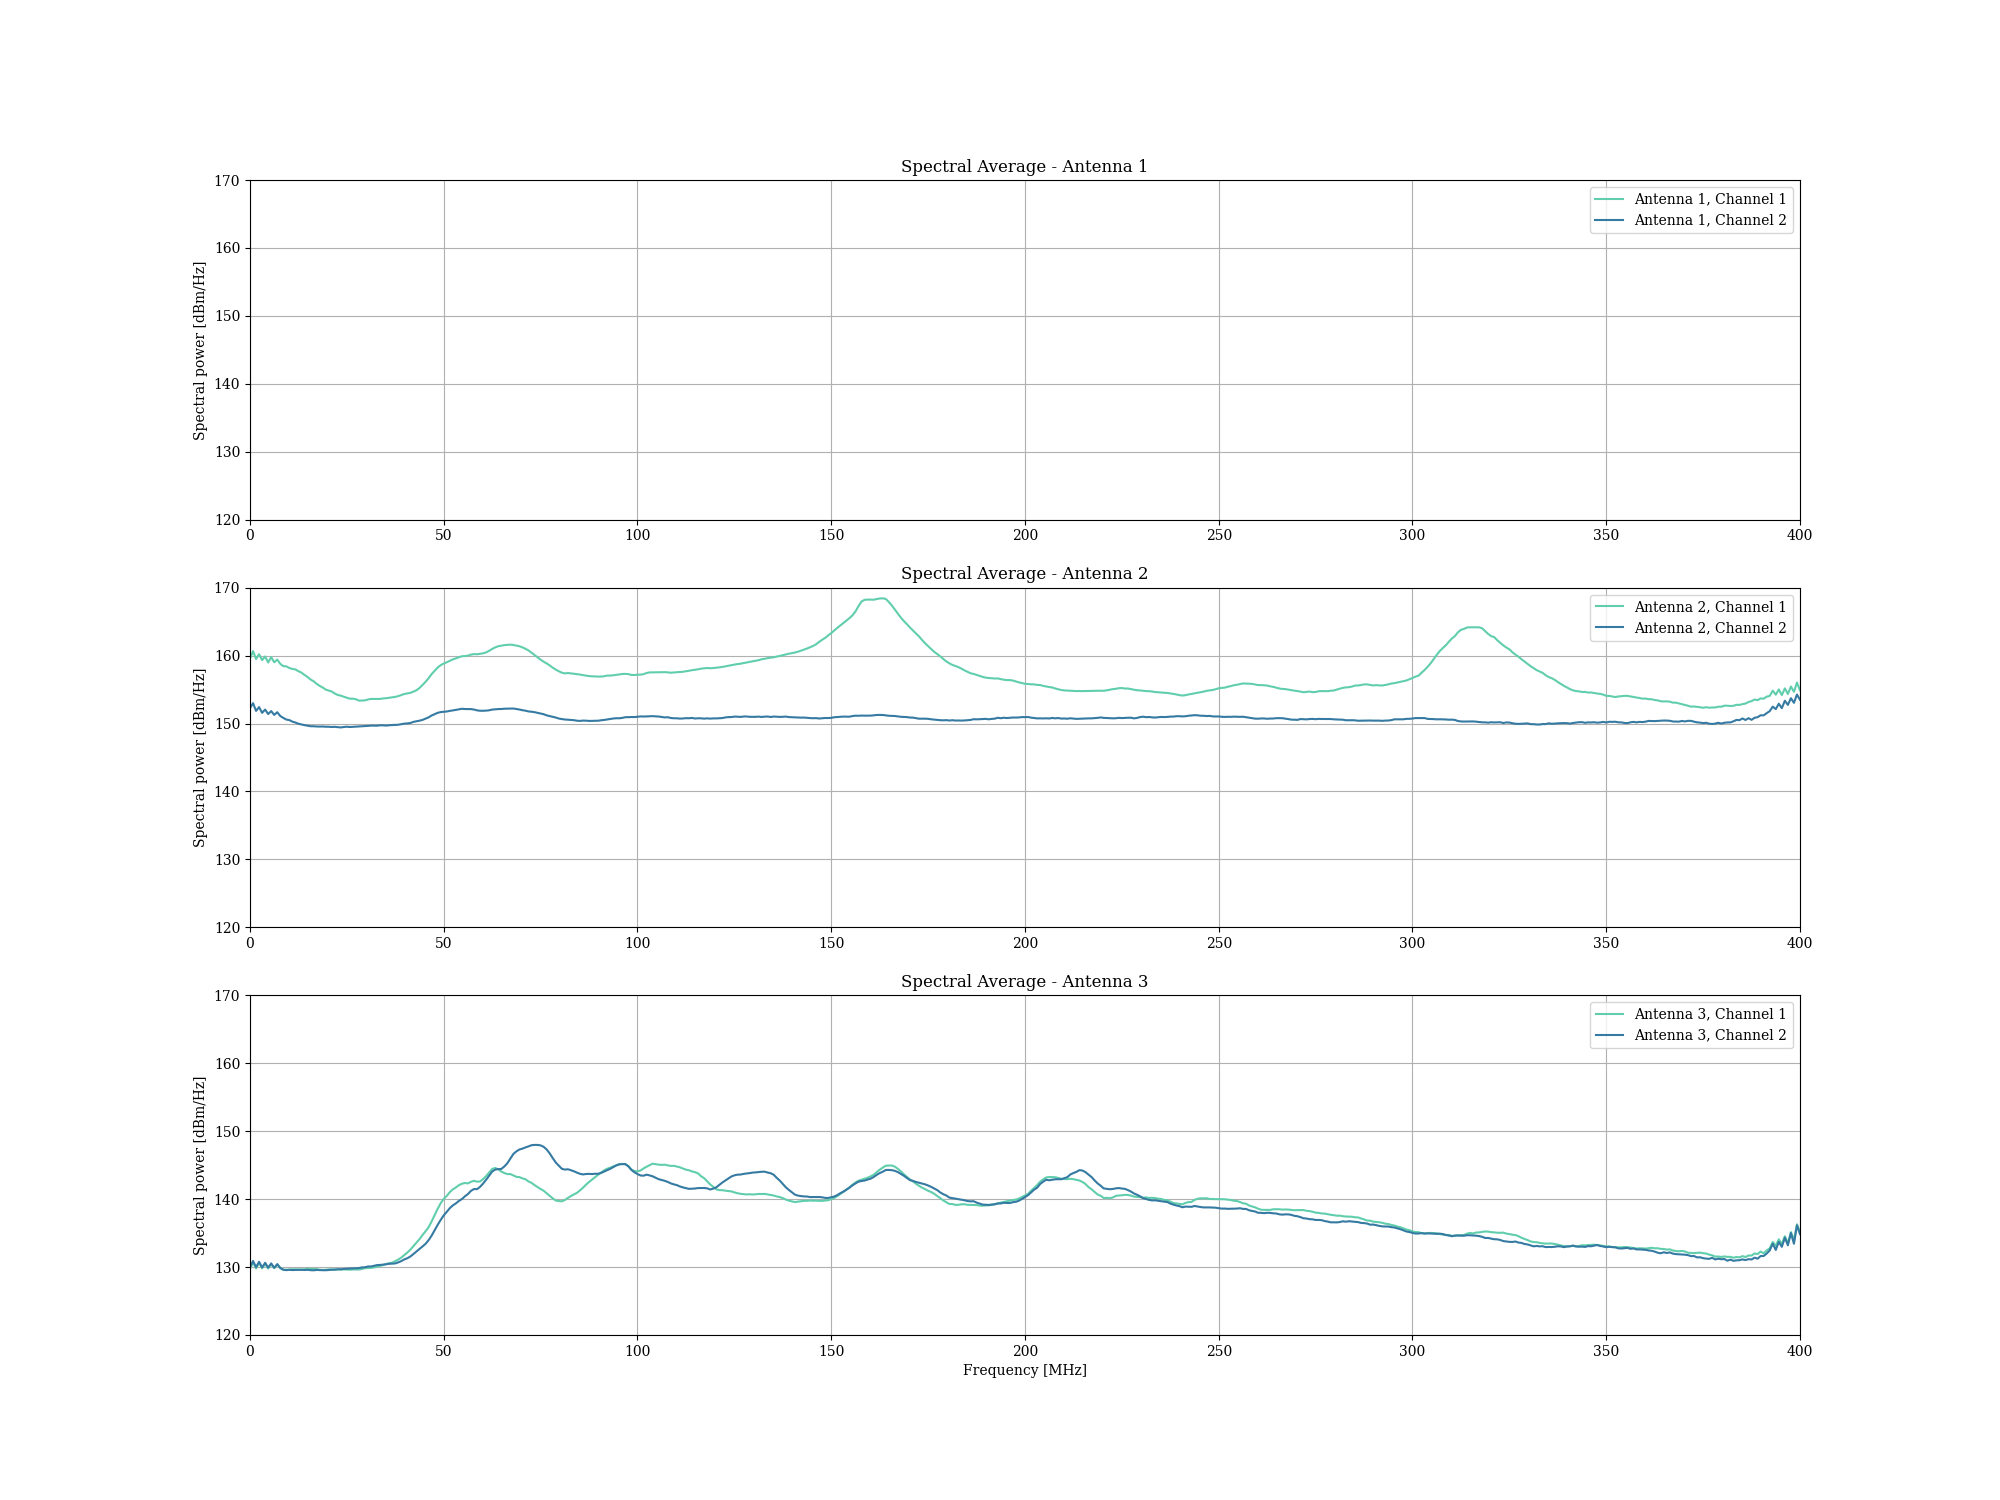 Spectral Average - Antenna 1
Spectral power [dBm/Hz]
170
160
150
140
130
120
0 50 100 150 200 250 300 350 400
Antenna 1, Channel 1
Antenna 1, Channel 2
Spectral Average - Antenna 2
Spectral power [dBm/Hz]
170
160
150
140
130
120
0 50 100 150 200 250 300 350 400
Antenna 2, Channel 1
Antenna 2, Channel 2
Spectral Average - Antenna 3
Spectral power [dBm/Hz]
170
160
150
140
130
120
0 50 100 150 200 250 300 350 400
Antenna 3, Channel 1
Antenna 3, Channel 2
Frequency [MHz]